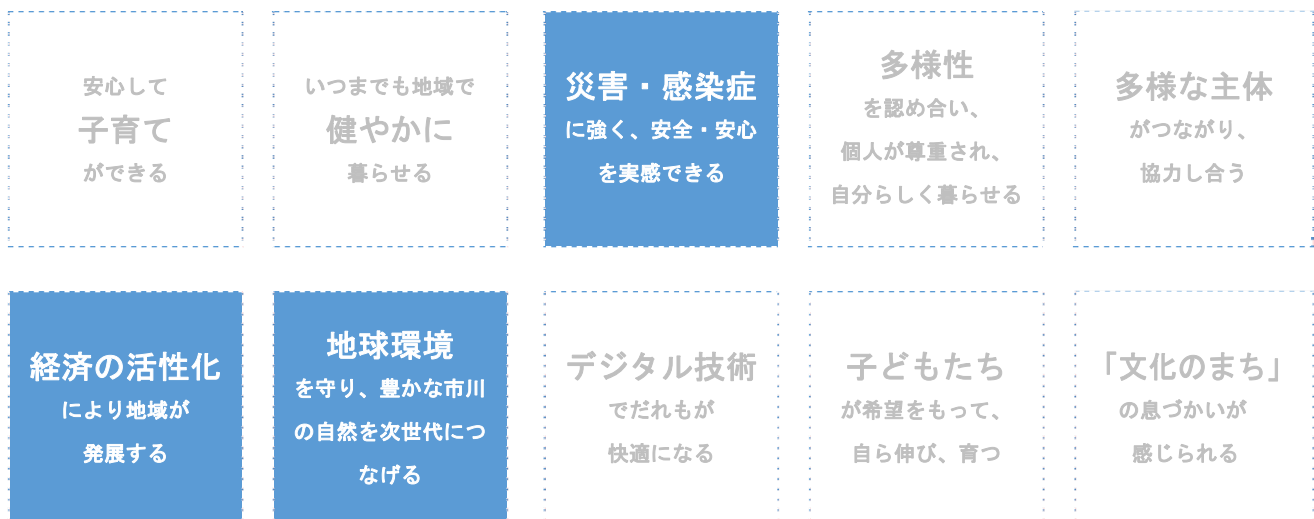 安心して
子育て
ができる
いつまでも地域で
健やかに
暮らせる
災害・感染症
に強く、安全・安心
を実感できる
多様性
を認め合い、
個人が尊重され、
自分らしく暮らせる
多様な主体
がつながり、
協力し合う
経済の活性化
により地域が
発展する
地球環境
を守り、豊かな市川
の自然を次世代につ
なげる
デジタル技術
でだれもが
快適になる
子どもたち
が希望をもって、
自ら伸び、育つ
「文化のまち」
の息づかいが
感じられる